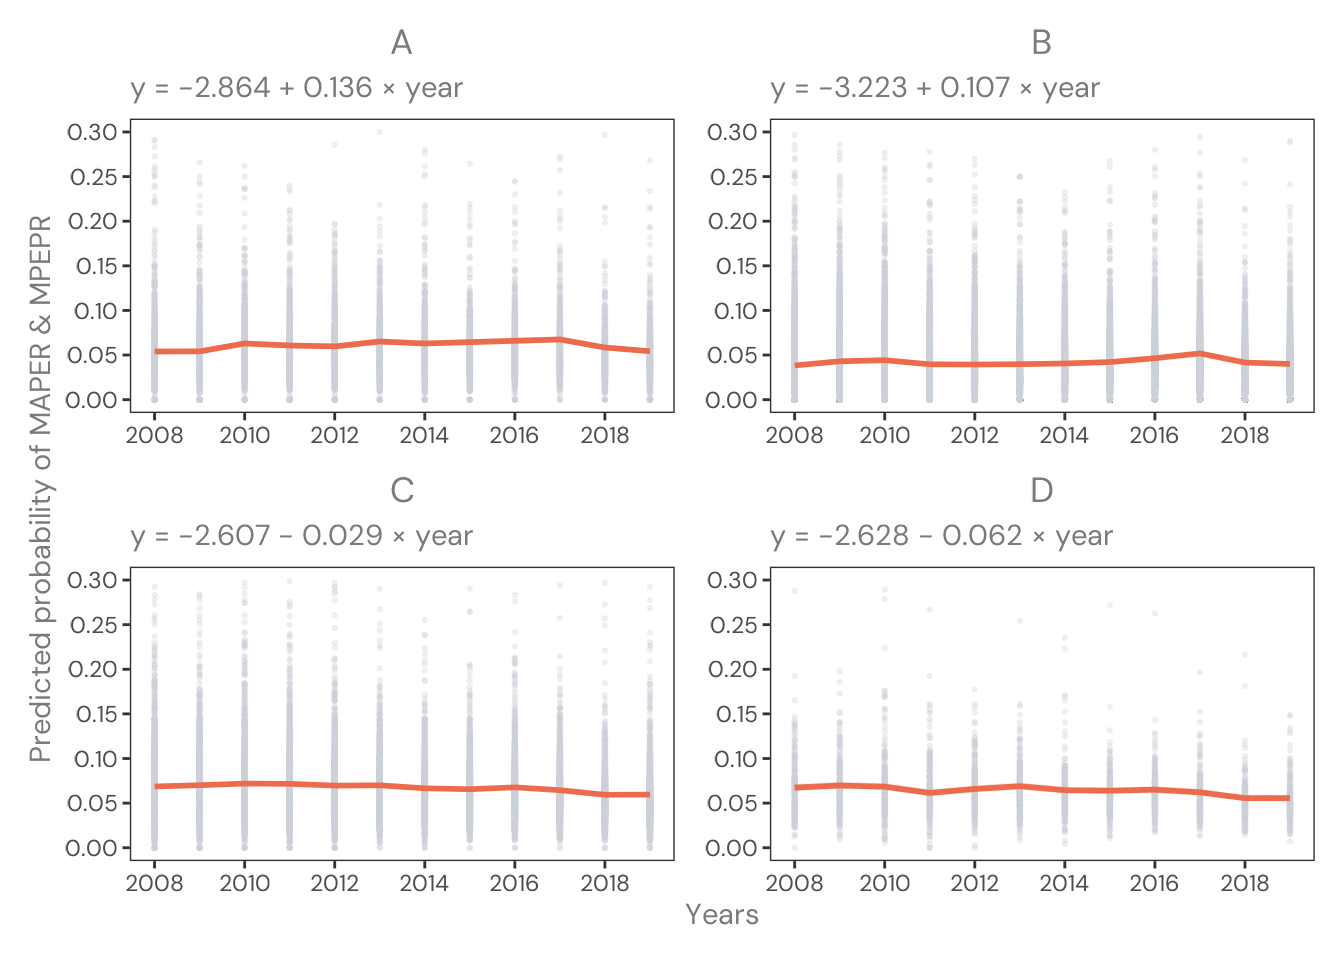 A
B
y = −2.864 + 0.136 × year
y = −3.223 + 0.107 × year
0.30
0.25
0.20
0.15
0.10
0.05
0.00
2008 2010 2012 2014 2016 2018
0.30
0.25
0.20
0.15
0.10
0.05
0.00
2008 2010 2012 2014 2016 2018
C
D
y = −2.607 − 0.029 × year
y = −2.628 − 0.062 × year
0.30
0.25
0.20
0.15
0.10
0.05
0.00
2008 2010 2012 2014 2016 2018
0.30
0.25
0.20
0.15
0.10
0.05
0.00
2008 2010 2012 2014 2016 2018
Predicted probability of MAPER & MPEPR
Years